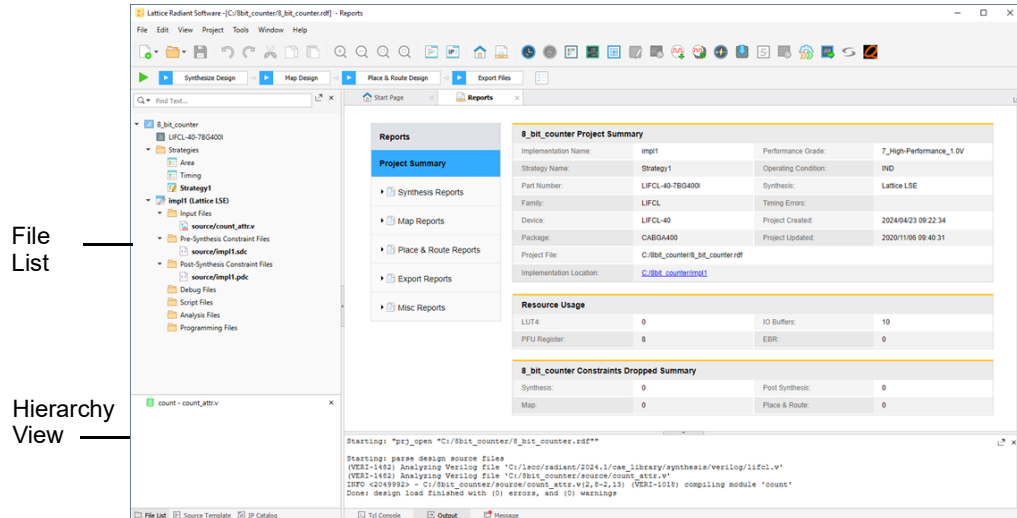 Lattice Radiant Software -[C:/8bit_counter/8_bit_counter.rdf] - Reports
File Edit View Project Tools Window Help
Synthesize Design Map Design Place & Route Design Export Files
Find Text...
Start Page Reports
8_bit_counter
LIFCL-40-7BG400I
Strategies
Area
Timing
Strategy1
impl1 (Lattice LSE)
Input Files
source/count_attr.v
Pre-Synthesis Constraint Files
source/impl1.sdc
Post-Synthesis Constraint Files
source/impl1.pdc
Debug Files
Script Files
Analysis Files
Programming Files
File
List
Hierarchy
View
count - count_attr.v
Reports
Project Summary
Synthesis Reports
Map Reports
Place & Route Reports
Export Reports
Misc Reports
8_bit_counter Project Summary
Implementation Name: impl1 Performance Grade: 7_High-Performance_1.0V
Strategy Name: Strategy1 Operating Condition: IND
Part Number: LIFCL-40-7BG400I Synthesis: Lattice LSE
Family: LIFCL Timing Errors:
Device: LIFCL-40 Project Created: 2024/04/23 09:22:34
Package: CABGA400 Project Updated: 2020/11/06 09:40:31
Project File: C:/8bit_counter/8_bit_counter.rdf
Implementation Location: C:/8bit_counter/impl1
Resource Usage
LUT4: 0 IO Buffers: 10
PFU Register: 8 EBR: 0
8_bit_counter Constraints Dropped Summary
Synthesis: 0 Post Synthesis: 0
Map: 0 Place & Route: 0
Starting: "prj_open "C:/8bit_counter/8_bit_counter.rdf""
Starting: parse design source files
(VERI-1482) Analyzing Verilog file 'C:/lscc/radiant/2024.1/cae_library/synthesis/verilog/lifcl.v'
(VERI-1482) Analyzing Verilog file 'C:/8bit_counter/source/count_attr.v'
INFO <2049992> - C:/8bit_counter/source/count_attr.v(2,8-2,13) (VERI-1018) compiling module 'count'
Done: design load finished with (0) errors, and (0) warnings
File List Source Template IP Catalog
Tcl Console Output Message